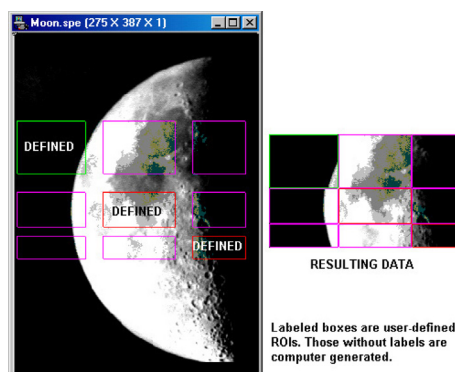 Moon.spe (275 X 387 X 1)
DEFINED
DEFINED
DEFINED
RESULTING DATA
Labeled boxes are user-defined
ROIs. Those without labels are
computer generated.